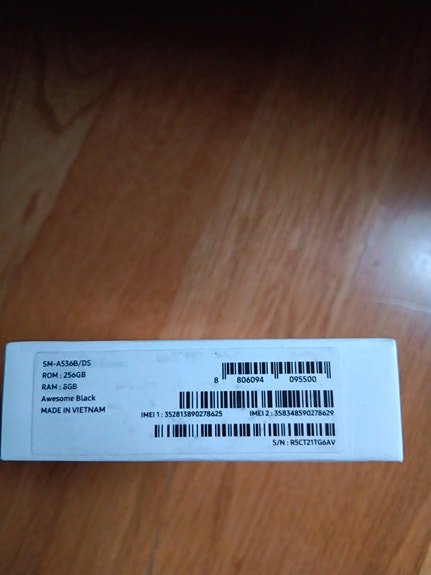 SM-A536B/DS
ROM : 256GB
RAM : 8GB
Awesome Black
MADE IN VIETNAM
8 806094 095500
IMEI 1 : 352813890278625 IMEI 2 : 358348590278629
S/N : R5CT21TG6AV